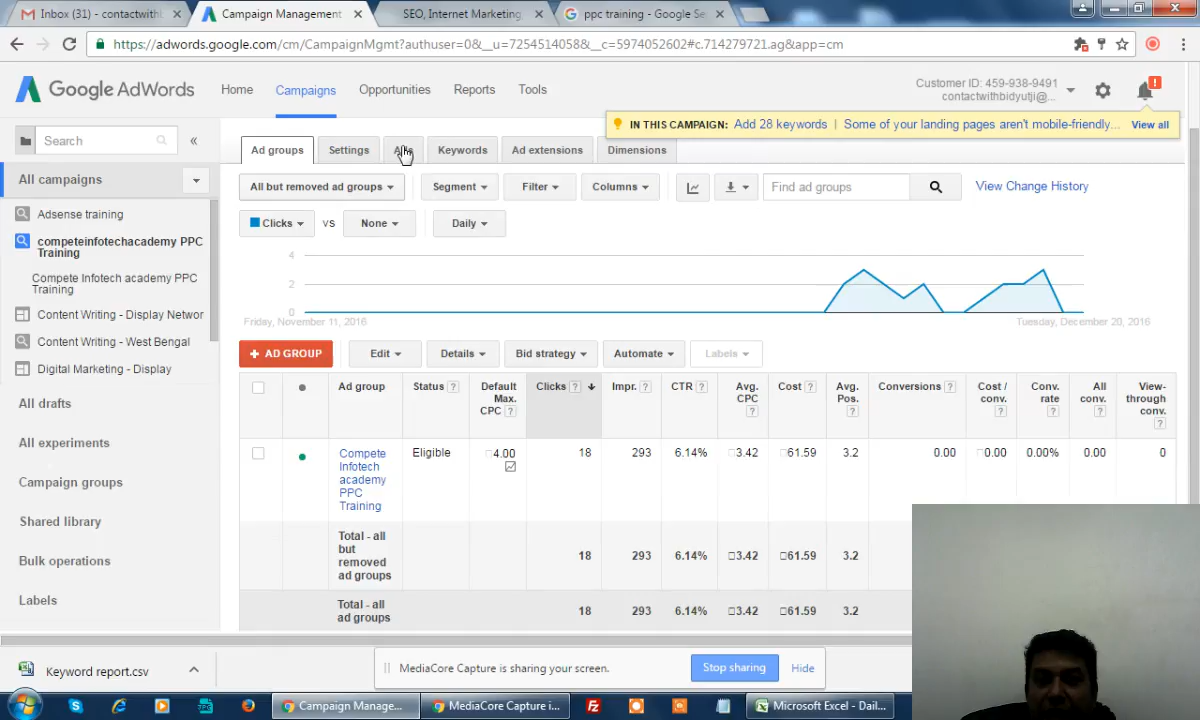 Inbox (31) - contactwithl
Campaign Management
SEO, Internet Marketing
ppc training - Google Se
https://adwords.google.com/cm/CampaignMgmt?authuser=0&__u=7254514058&__c=5974052602#c.714279721.ag&app=cm
Google AdWords
Home
Campaigns
Opportunities
Reports
Tools
Customer ID: 459-938-9491
contactwithbidyutji@...
!
IN THIS CAMPAIGN: Add 28 keywords | Some of your landing pages aren't mobile-friendly... View all
Search
«
Ad groups
Settings
Keywords
Ad extensions
Dimensions
All campaigns
All but removed ad groups
Segment
Filter
Columns
Find ad groups
View Change History
Adsense training
Clicks
VS
None
Daily
competeinfotechacademy PPC
Training
Compete Infotech academy PPC
Training
Content Writing - Display Networ
Content Writing - West Bengal
Digital Marketing - Display
4
2
0
Friday, November 11, 2016
Tuesday, December 20, 2016
+ AD GROUP
Edit
Details
Bid strategy
Automate
Labels
All drafts
All experiments
Campaign groups
Shared library
Bulk operations
Labels
Ad group
Status ?
Default
Max.
CPC ?
Clicks ?
Impr. ?
CTR ?
Avg.
CPC
?
Cost ?
Avg.
Pos.
?
Conversions ?
Cost /
conv.
?
Conv.
rate
?
All
conv.
?
View-
through
conv.
?
Compete
Infotech
academy
PPC
Training
Eligible
4.00
18
293
6.14%
3.42
61.59
3.2
0.00
0.00
0.00%
0.00
0
Total - all
but
removed
ad groups
18
293
6.14%
3.42
61.59
3.2
Total - all
ad groups
18
293
6.14%
3.42
61.59
3.2
Keyword report.csv
MediaCore Capture is sharing your screen.
Stop sharing
Hide
Campaign Manage...
MediaCore Capture i...
Microsoft Excel - Dail...